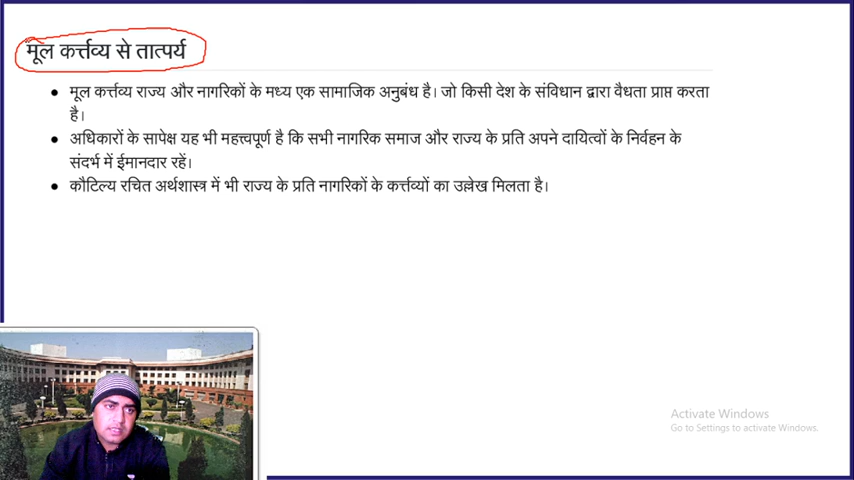 मूल कर्त्तव्य से तात्पर्य
● मूल कर्त्तव्य राज्य और नागरिकों के मध्य एक सामाजिक अनुबंध है। जो किसी देश के संविधान द्वारा वैधता प्राप्त करता
है।
● अधिकारों के सापेक्ष यह भी महत्त्वपूर्ण है कि सभी नागरिक समाज और राज्य के प्रति अपने दायित्वों के निर्वहन के
संदर्भ में ईमानदार रहें।
● कौटिल्य रचित अर्थशास्त्र में भी राज्य के प्रति नागरिकों के कर्त्तव्यों का उल्लेख मिलता है।
Activate Windows
Go to Settings to activate Windows.